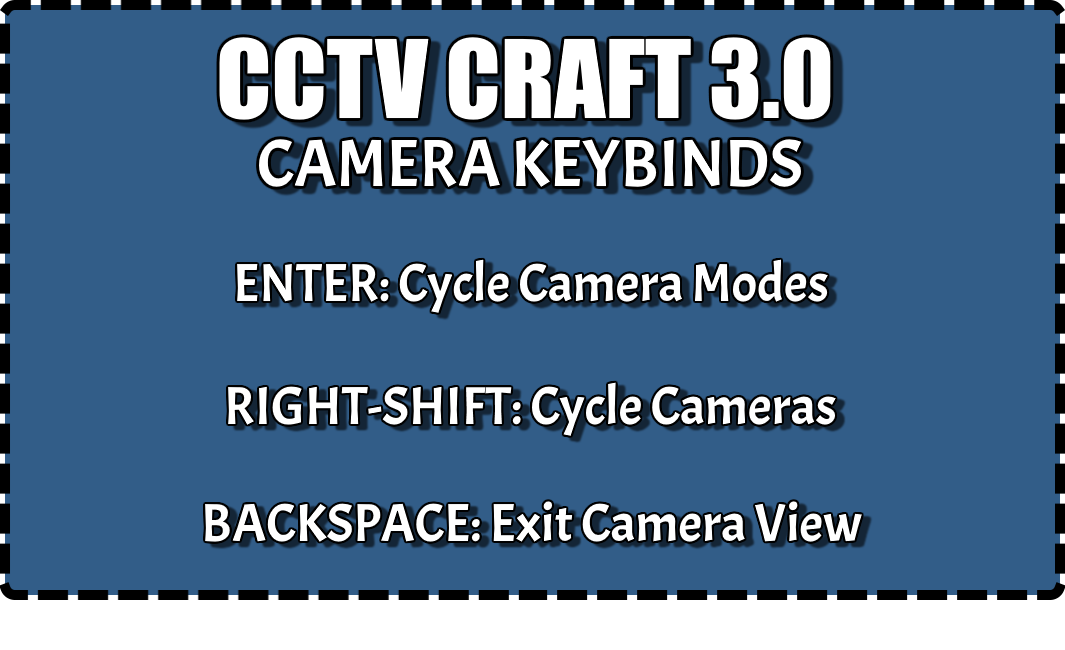 CCTV CRAFT 3.0
CAMERA KEYBINDS
ENTER: Cycle Camera Modes
RIGHT-SHIFT: Cycle Cameras
BACKSPACE: Exit Camera View